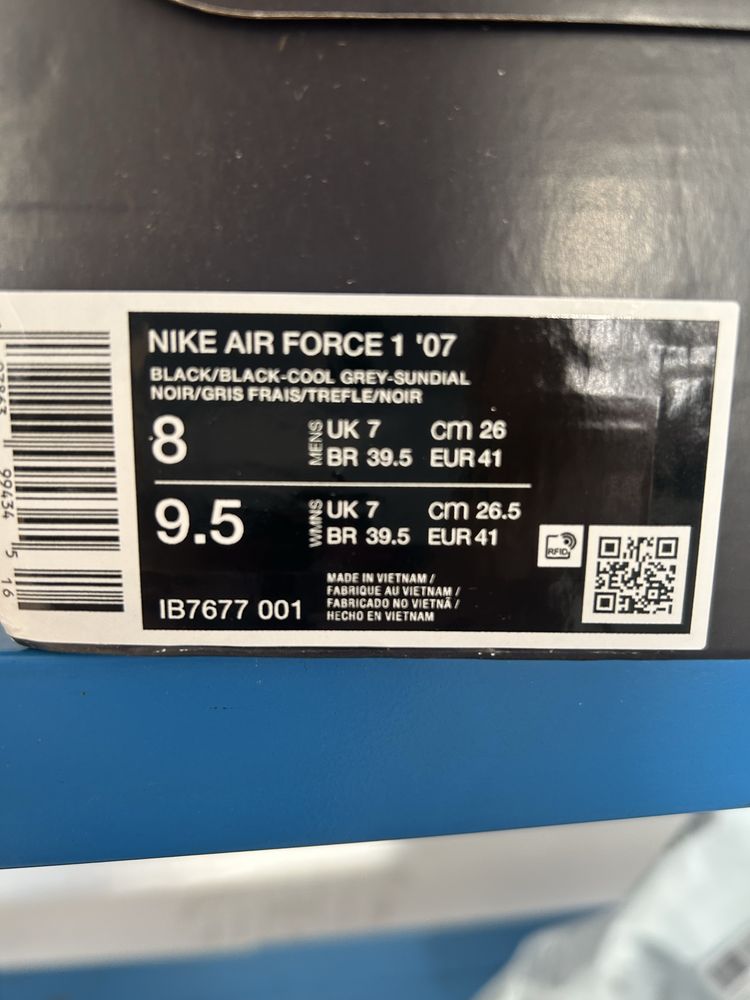 NIKE AIR FORCE 1 '07
BLACK/BLACK-COOL GREY-SUNDIAL
NOIR/GRIS FRAIS/TREFLE/NOIR
8 MENS UK 7 cm 26
BR 39.5 EUR 41
9.5 WMNS UK 7 cm 26.5
BR 39.5 EUR 41
RFID
IB7677 001
MADE IN VIETNAM /
FABRIQUE AU VIETNAM /
FABRICADO NO VIETNÃ /
HECHO EN VIETNAM
99434 5 16